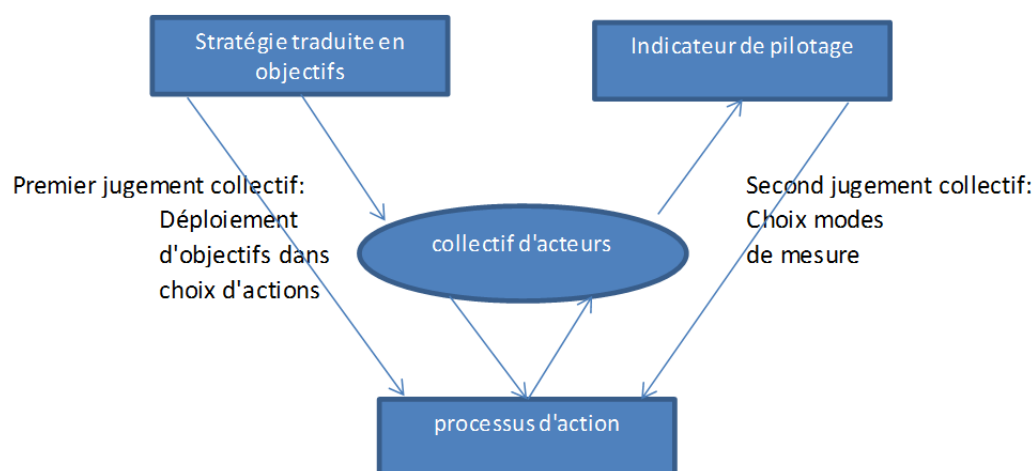 Stratégie traduite en
objectifs
Indicateur de pilotage
Premier jugement collectif:
Déploiement
d'objectifs dans
choix d'actions
collectif d'acteurs
Second jugement collectif:
Choix modes
de mesure
processus d'action